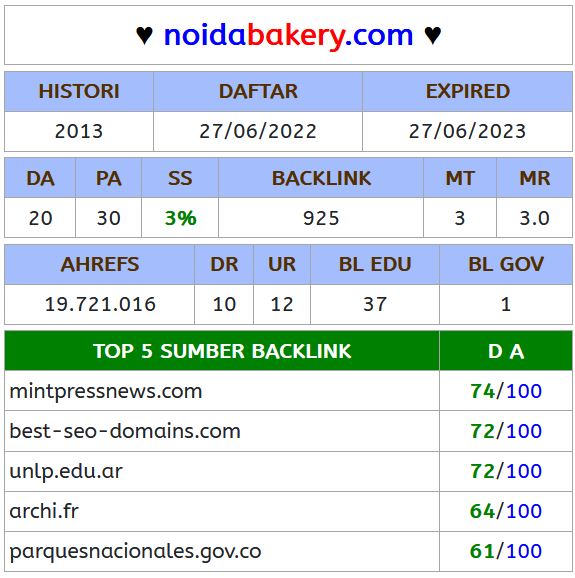 ♥ noidabakery.com ♥
HISTORI DAFTAR EXPIRED
2013 27/06/2022 27/06/2023
DA PA SS BACKLINK MT MR
20 30 3% 925 3 3.0
AHREFS DR UR BL EDU BL GOV
19.721.016 10 12 37 1
TOP 5 SUMBER BACKLINK D A
mintpressnews.com 74/100
best-seo-domains.com 72/100
unlp.edu.ar 72/100
archi.fr 64/100
parquesnacionales.gov.co 61/100